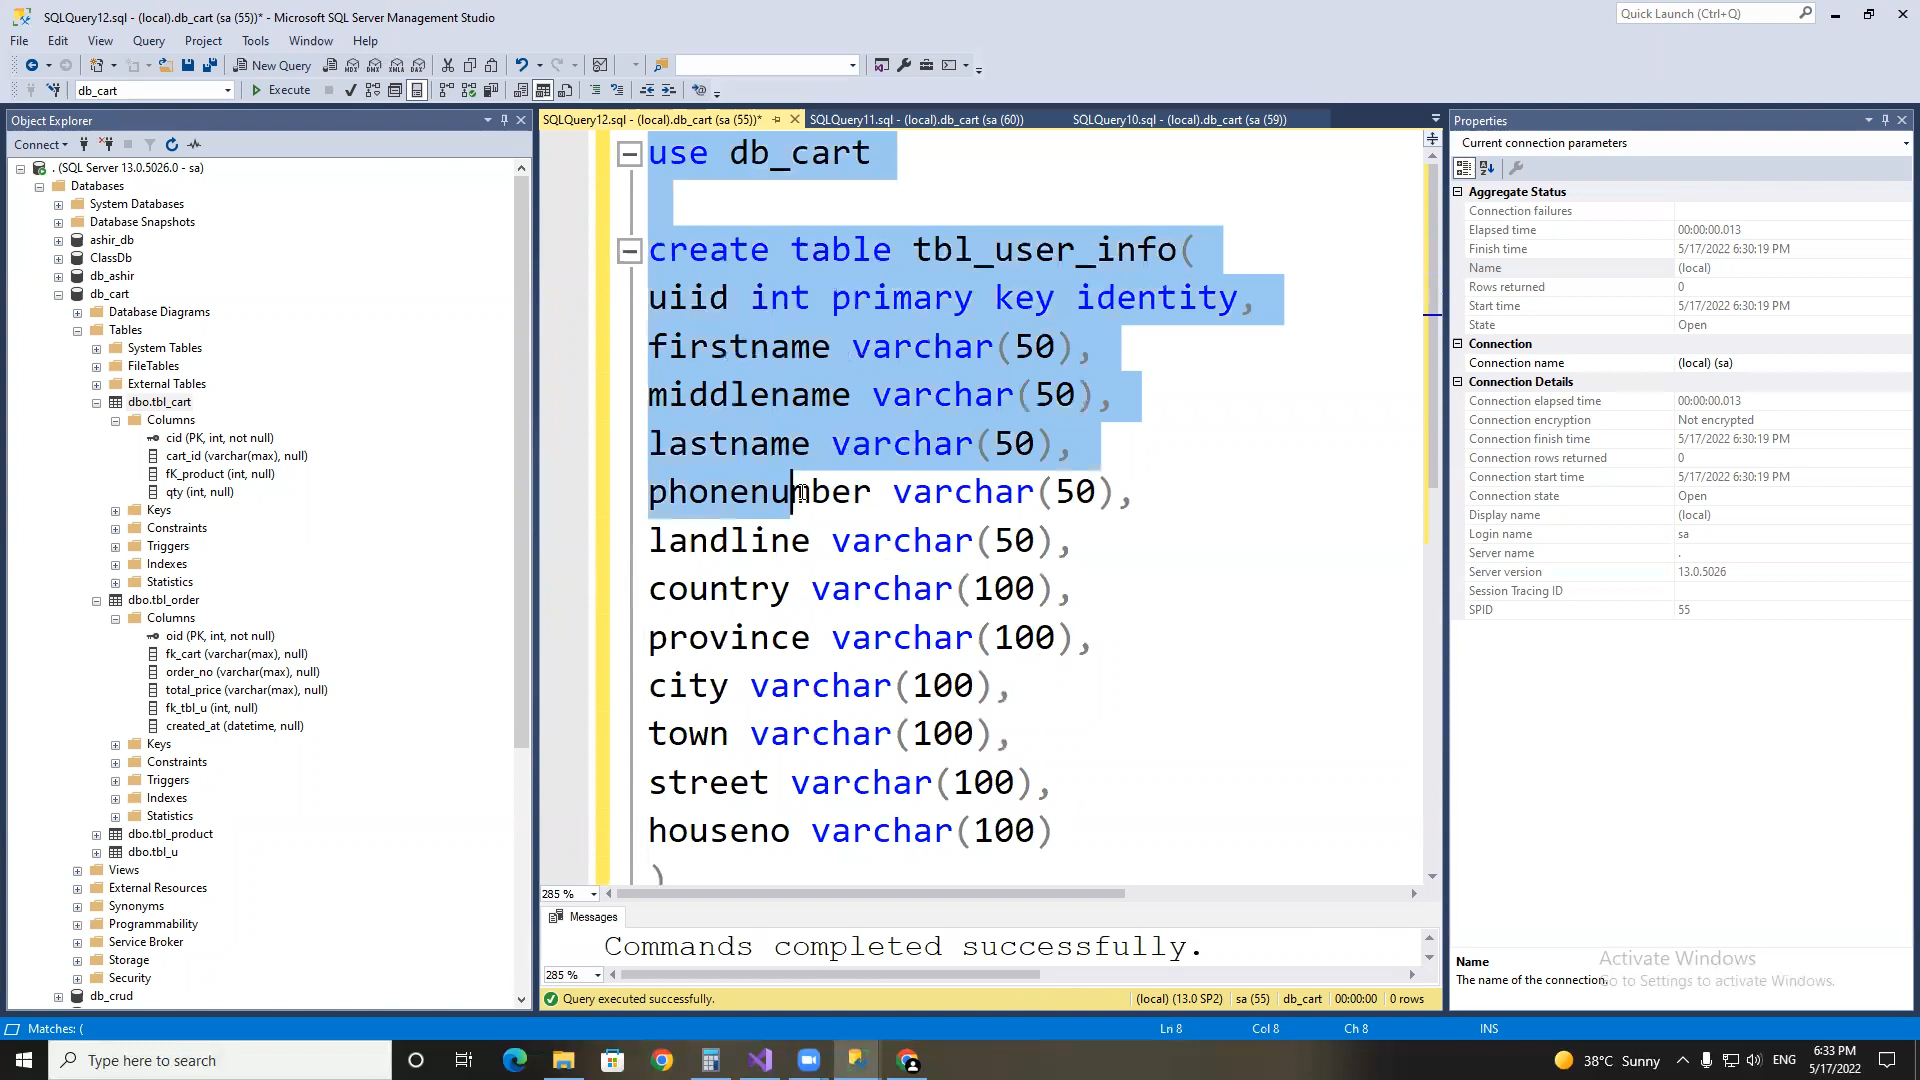 SQLQuery12.sql - (local).db_cart (sa (55))* - Microsoft SQL Server Management Studio
Quick Launch (Ctrl+Q)
File Edit View Query Project Tools Window Help
New Query
db_cart
Execute
Object Explorer
SQLQuery12.sql - (local).db_cart (sa (55))*
SQLQuery11.sql - (local).db_cart (sa (60))
SQLQuery10.sql - (local).db_cart (sa (59))
Connect
. (SQL Server 13.0.5026.0 - sa)
Databases
System Databases
Database Snapshots
ashir_db
ClassDb
db_ashir
db_cart
Database Diagrams
Tables
System Tables
FileTables
External Tables
dbo.tbl_cart
Columns
cid (PK, int, not null)
cart_id (varchar(max), null)
fK_product (int, null)
qty (int, null)
Keys
Constraints
Triggers
Indexes
Statistics
dbo.tbl_order
Columns
oid (PK, int, not null)
fk_cart (varchar(max), null)
order_no (varchar(max), null)
total_price (varchar(max), null)
fk_tbl_u (int, null)
created_at (datetime, null)
Keys
Constraints
Triggers
Indexes
Statistics
dbo.tbl_product
dbo.tbl_u
Views
External Resources
Synonyms
Programmability
Service Broker
Storage
Security
db_crud
use db_cart
create table tbl_user_info(
uiid int primary key identity,
firstname varchar(50),
middlename varchar(50),
lastname varchar(50),
phonenumber varchar(50),
landline varchar(50),
country varchar(100),
province varchar(100),
city varchar(100),
town varchar(100),
street varchar(100),
houseno varchar(100)
)
285 %
Messages
Commands completed successfully.
285 %
Query executed successfully.
(local) (13.0 SP2) sa (55) db_cart 00:00:00 0 rows
Properties
Current connection parameters
Aggregate Status
Connection failures
Elapsed time 00:00:00.013
Finish time 5/17/2022 6:30:19 PM
Name (local)
Rows returned 0
Start time 5/17/2022 6:30:19 PM
State Open
Connection
Connection name (local) (sa)
Connection Details
Connection elapsed time 00:00:00.013
Connection encryption Not encrypted
Connection finish time 5/17/2022 6:30:19 PM
Connection rows returned 0
Connection start time 5/17/2022 6:30:19 PM
Connection state Open
Display name (local)
Login name sa
Server name .
Server version 13.0.5026
Session Tracing ID
SPID 55
Name
The name of the connection.
Activate Windows
Go to Settings to activate Windows.
Matches: (
Ln 8 Col 8 Ch 8 INS
Type here to search
38°C Sunny
ENG
6:33 PM
5/17/2022